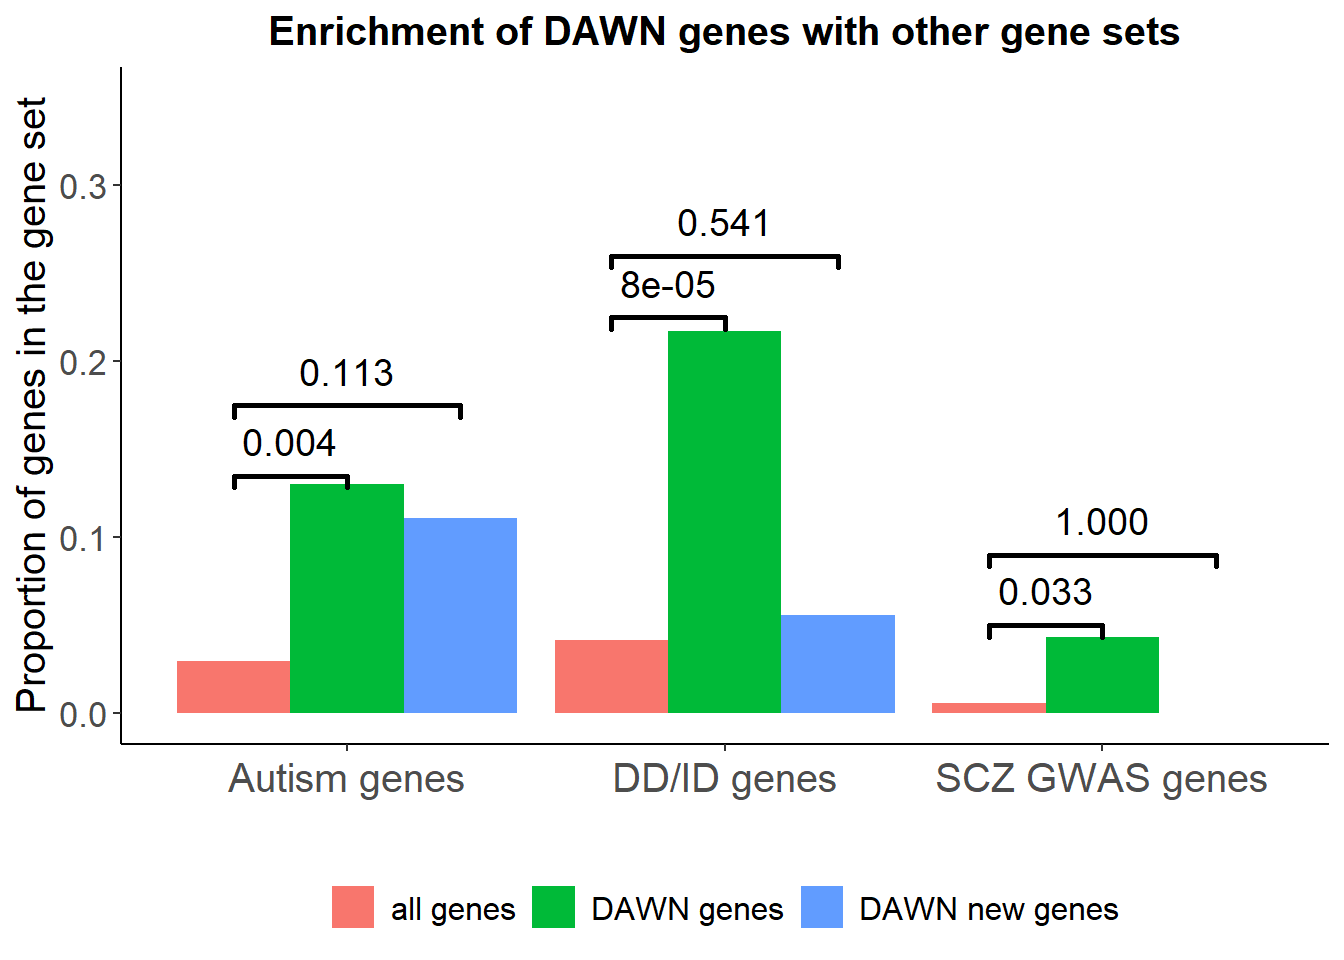 Enrichment of DAWN genes with other gene sets
Proportion of genes in the gene set
0.3
0.2
0.1
0.0
0.113
0.004
0.541
8e-05
1.000
0.033
Autism genes
DD/ID genes
SCZ GWAS genes
all genes
DAWN genes
DAWN new genes